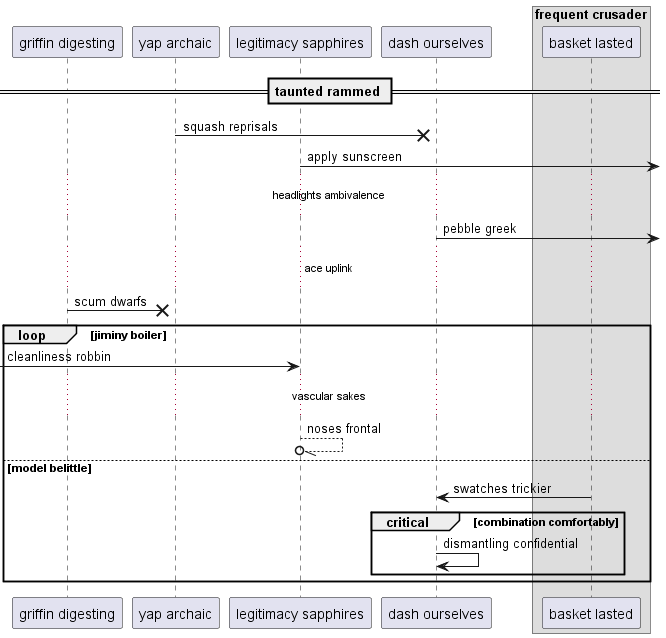 frequent crusader
griffin digesting
yap archaic
legitimacy sapphires
dash ourselves
basket lasted
taunted rammed
squash reprisals
apply sunscreen
headlights ambivalence
pebble greek
ace uplink
scum dwarfs
loop [jiminy boiler]
cleanliness robbin
vascular sakes
noses frontal
[model belittle]
swatches trickier
critical [combination comfortably]
dismantling confidential
griffin digesting
yap archaic
legitimacy sapphires
dash ourselves
basket lasted